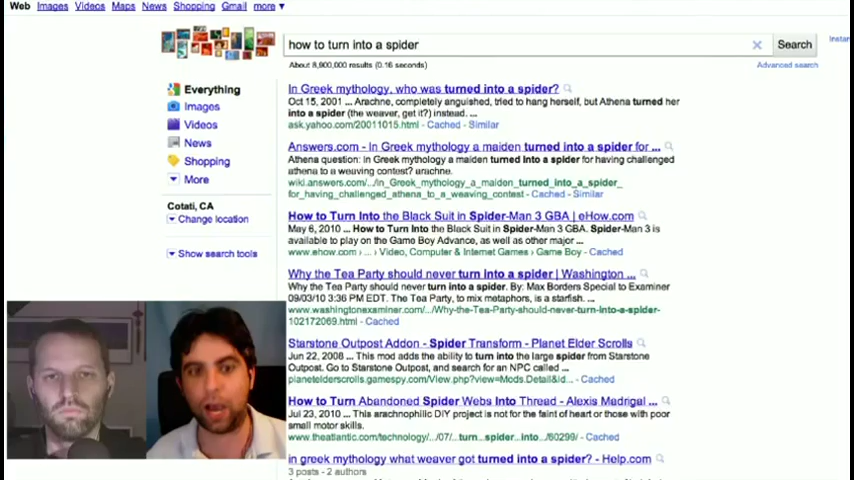 Web Images Videos Maps News Shopping Gmail more ▼
how to turn into a spider
Search
Instan
About 8,900,000 results (0.16 seconds)
Advanced search
Everything
Images
Videos
News
Shopping
More
Cotati, CA
Change location
Show search tools
In Greek mythology, who was turned into a spider?
Oct 15, 2001 ... Arachne, completely anguished, tried to hang herself, but Athena turned her
into a spider (the weaver, get it?) instead. ...
ask.yahoo.com/20011015.html - Cached - Similar
Answers.com - In Greek mythology a maiden turned into a spider for ...
Athena question: In Greek mythology a maiden turned into a spider for having challenged
athena to a weaving contest? arachne.
wiki.answers.com/.../In_Greek_mythology_a_maiden_turned_into_a_spider_
for_having_challenged_athena_to_a_weaving_contest - Cached - Similar
How to Turn Into the Black Suit in Spider-Man 3 GBA | eHow.com
May 6, 2010 ... How to Turn Into the Black Suit in Spider-Man 3 GBA. Spider-Man 3 is
available to play on the Game Boy Advance, as well as other major ...
www.ehow.com › ... › Video, Computer & Internet Games › Game Boy - Cached
Why the Tea Party should never turn into a spider | Washington ...
Why the Tea Party should never turn into a spider. By: Max Borders Special to Examiner
09/03/10 3:36 PM EDT. The Tea Party, to mix metaphors, is a starfish. ...
www.washingtonexaminer.com/.../Why-the-Tea-Party-should-never-turn-into-a-spider-
102172069.html - Cached
Starstone Outpost Addon - Spider Transform - Planet Elder Scrolls
Jun 22, 2008 ... This mod adds the ability to turn into the large spider from Starstone
Outpost. Go to Starstone Outpost, and search for an NPC called ...
planetelderscrolls.gamespy.com/View.php?view=Mods.Detail&id... - Cached
How to Turn Abandoned Spider Webs Into Thread - Alexis Madrigal ...
Jul 23, 2010 ... This arachnophilic DIY project is not for the faint of heart or those with poor
small motor skills.
www.theatlantic.com/technology/.../07/...turn...spider...into.../60299/ - Cached
in greek mythology what weaver got turned into a spider? - Help.com
3 posts - 2 authors